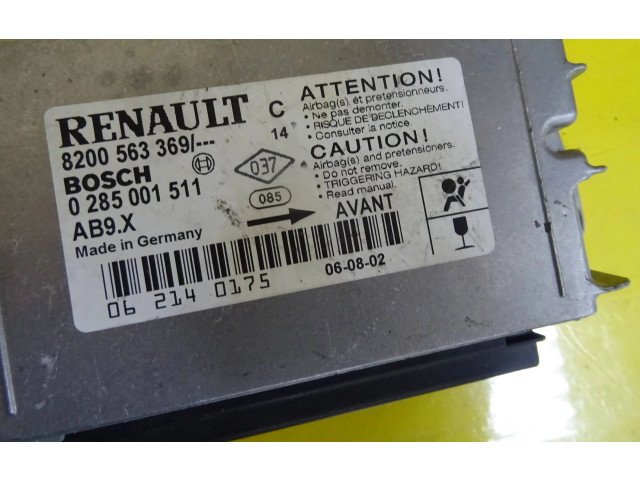 RENAULT
C
14
8200 563 369/---
BOSCH
0 285 001 511
AB9.X
Made in Germany
037
085
ATTENTION!
Airbag(s), et pretensionneurs.
• Ne pas demonter.
• RISQUE DE DECLENCHEMENT!
• Consulter la notice.
CAUTION!
Airbag(s) and pretensioners.
• Do not remove.
• TRIGGERING HAZARD!
• Read manual.
AVANT
06-08-02
06 214 0175